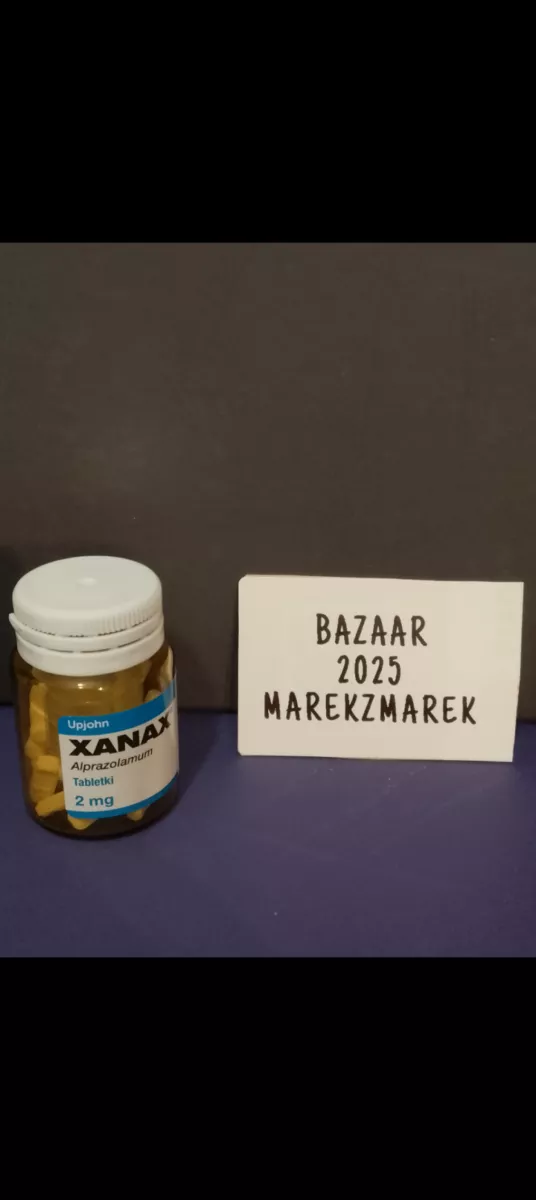 Upjohn
XANAX
Alprazolamum
Tabletki
2 mg
BAZAAR
2025
MAREKZMAREK